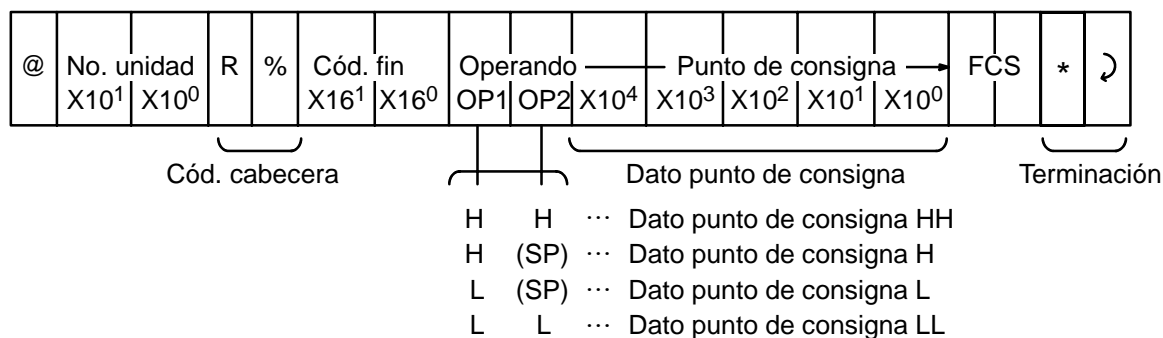 @ No. unidad R % Cód. fin Operando Punto de consigna FCS *
X10¹ X10⁰ X16¹ X16⁰ OP1 OP2 X10⁴ X10³ X10² X10¹ X10⁰
Cód. cabecera Dato punto de consigna Terminación
H H ··· Dato punto de consigna HH
H (SP) ··· Dato punto de consigna H
L (SP) ··· Dato punto de consigna L
L L ··· Dato punto de consigna LL